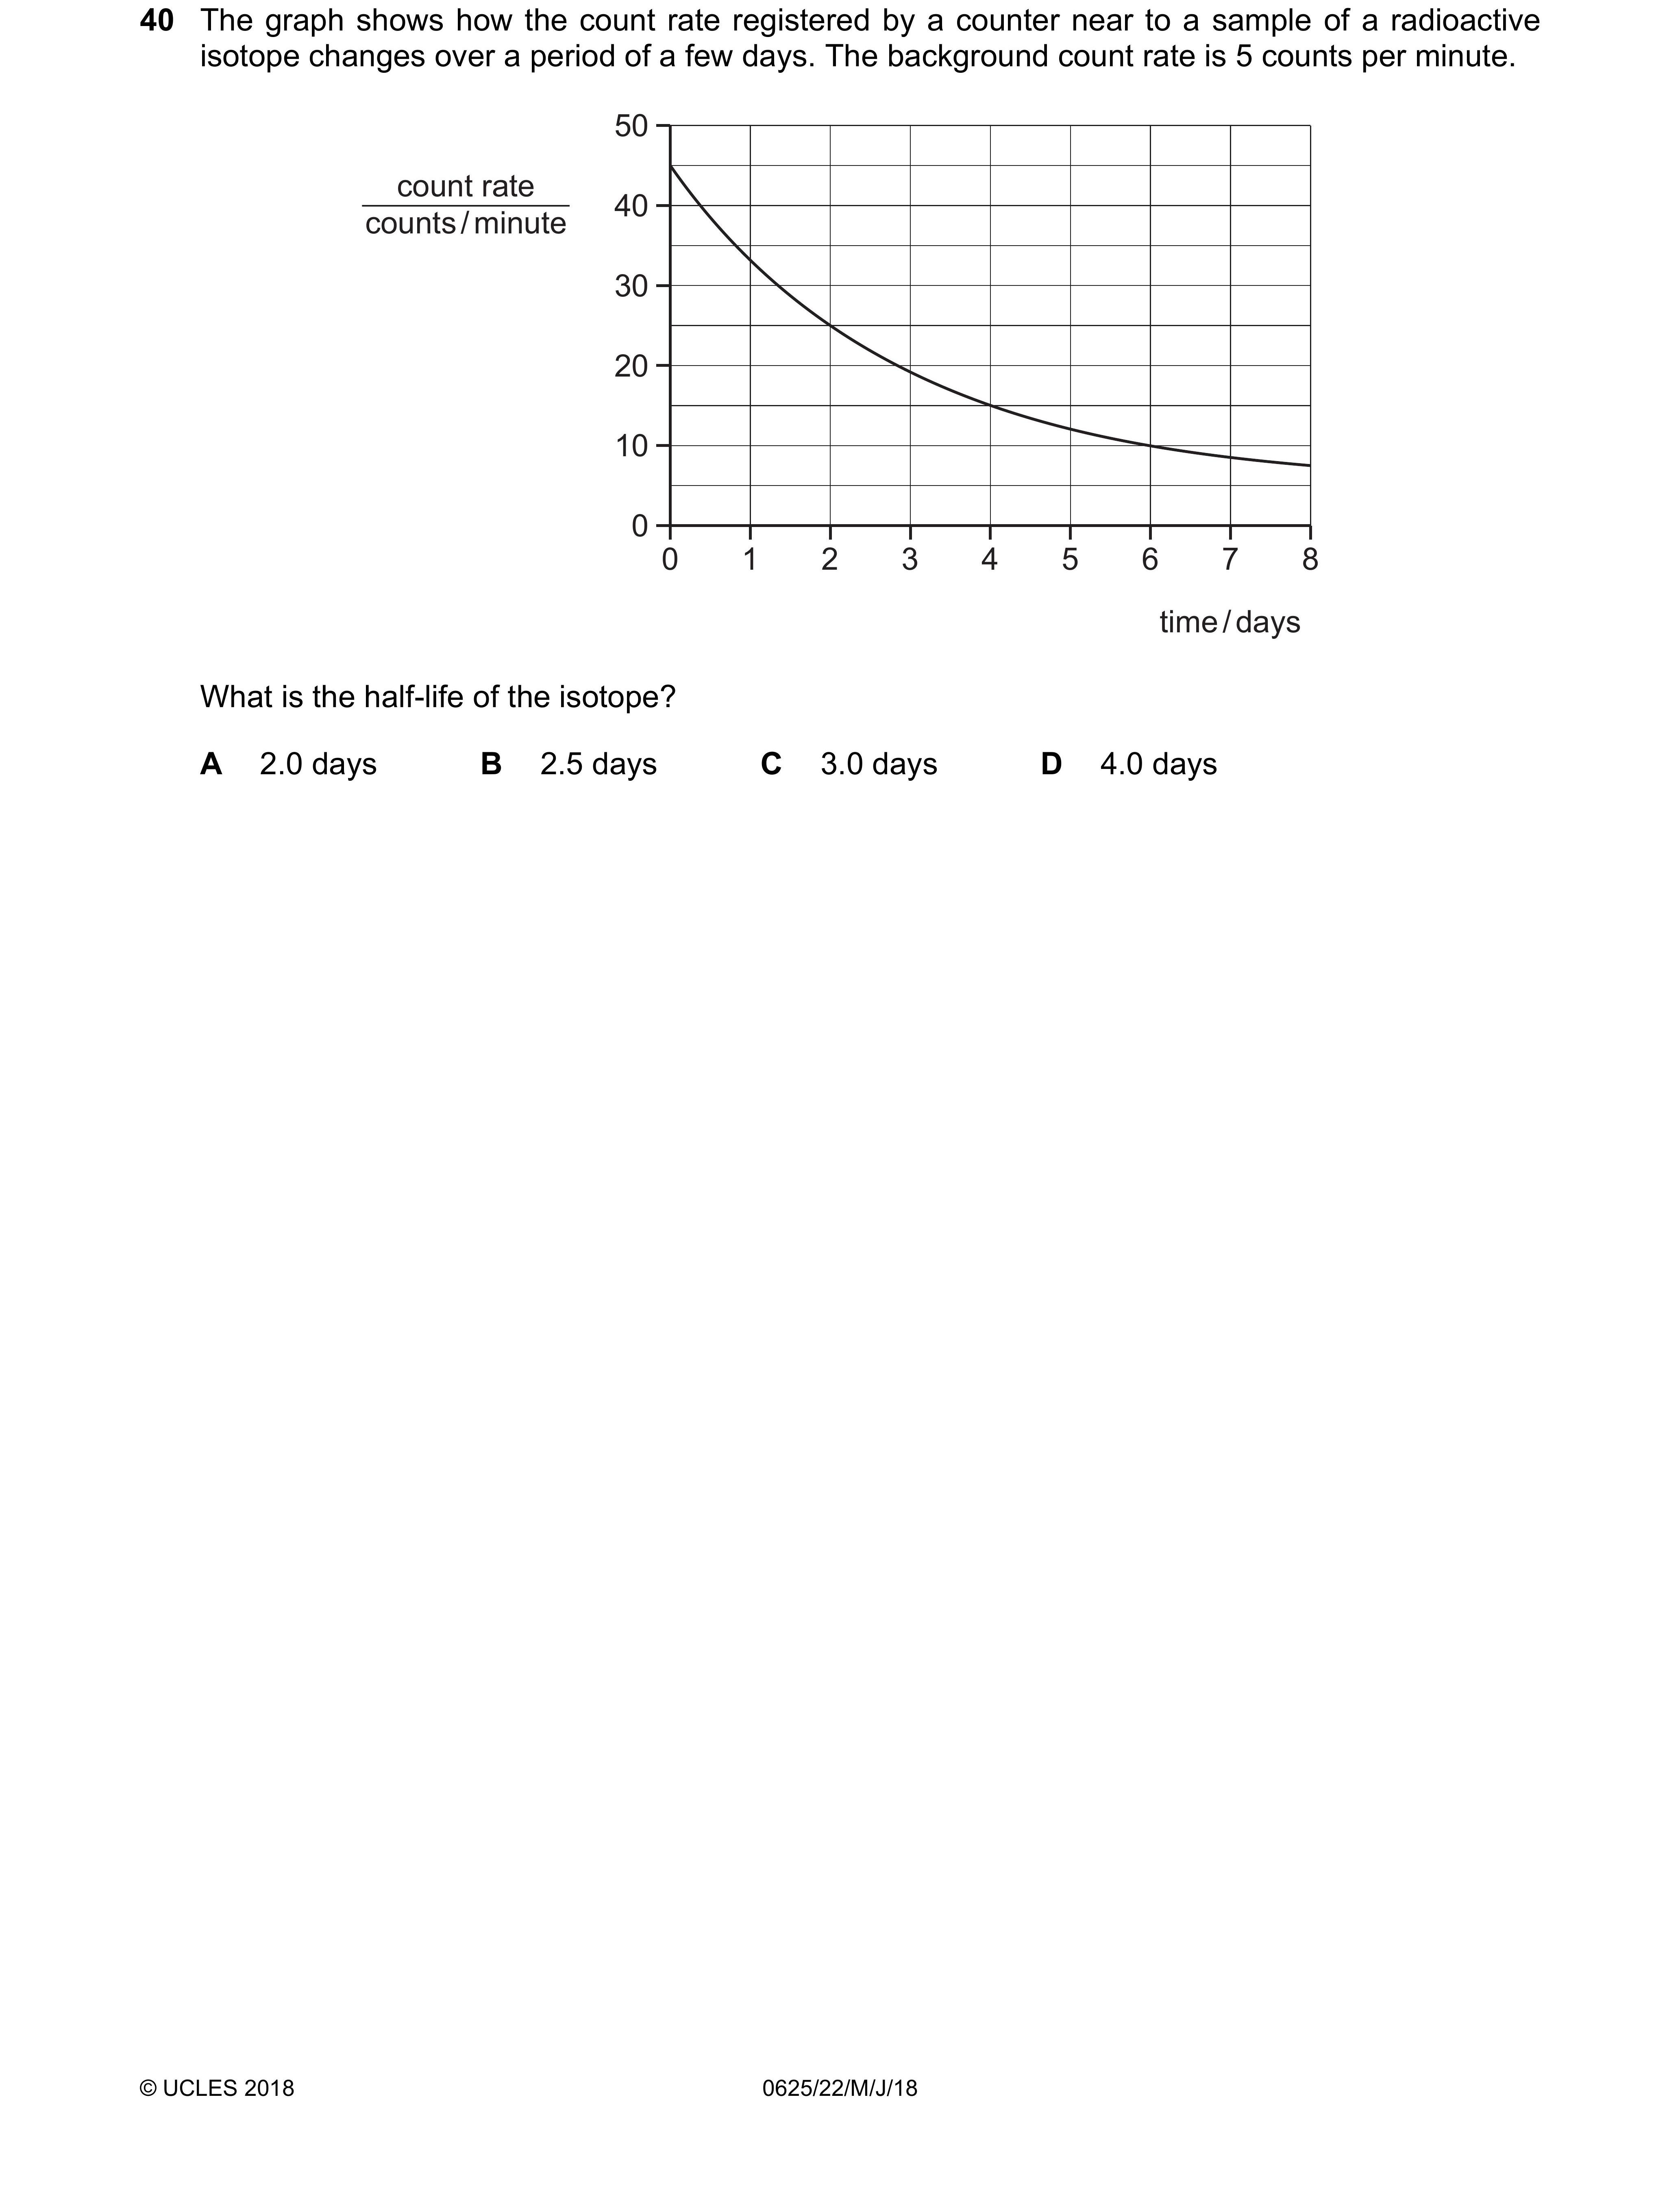 40 The graph shows how the count rate registered by a counter near to a sample of a radioactive
isotope changes over a period of a few days. The background count rate is 5 counts per minute.
50
count rate
counts / minute
40
30
20
10
0
0 1 2 3 4 5 6 7 8
time / days
What is the half-life of the isotope?
A 2.0 days B 2.5 days C 3.0 days D 4.0 days
© UCLES 2018 0625/22/M/J/18